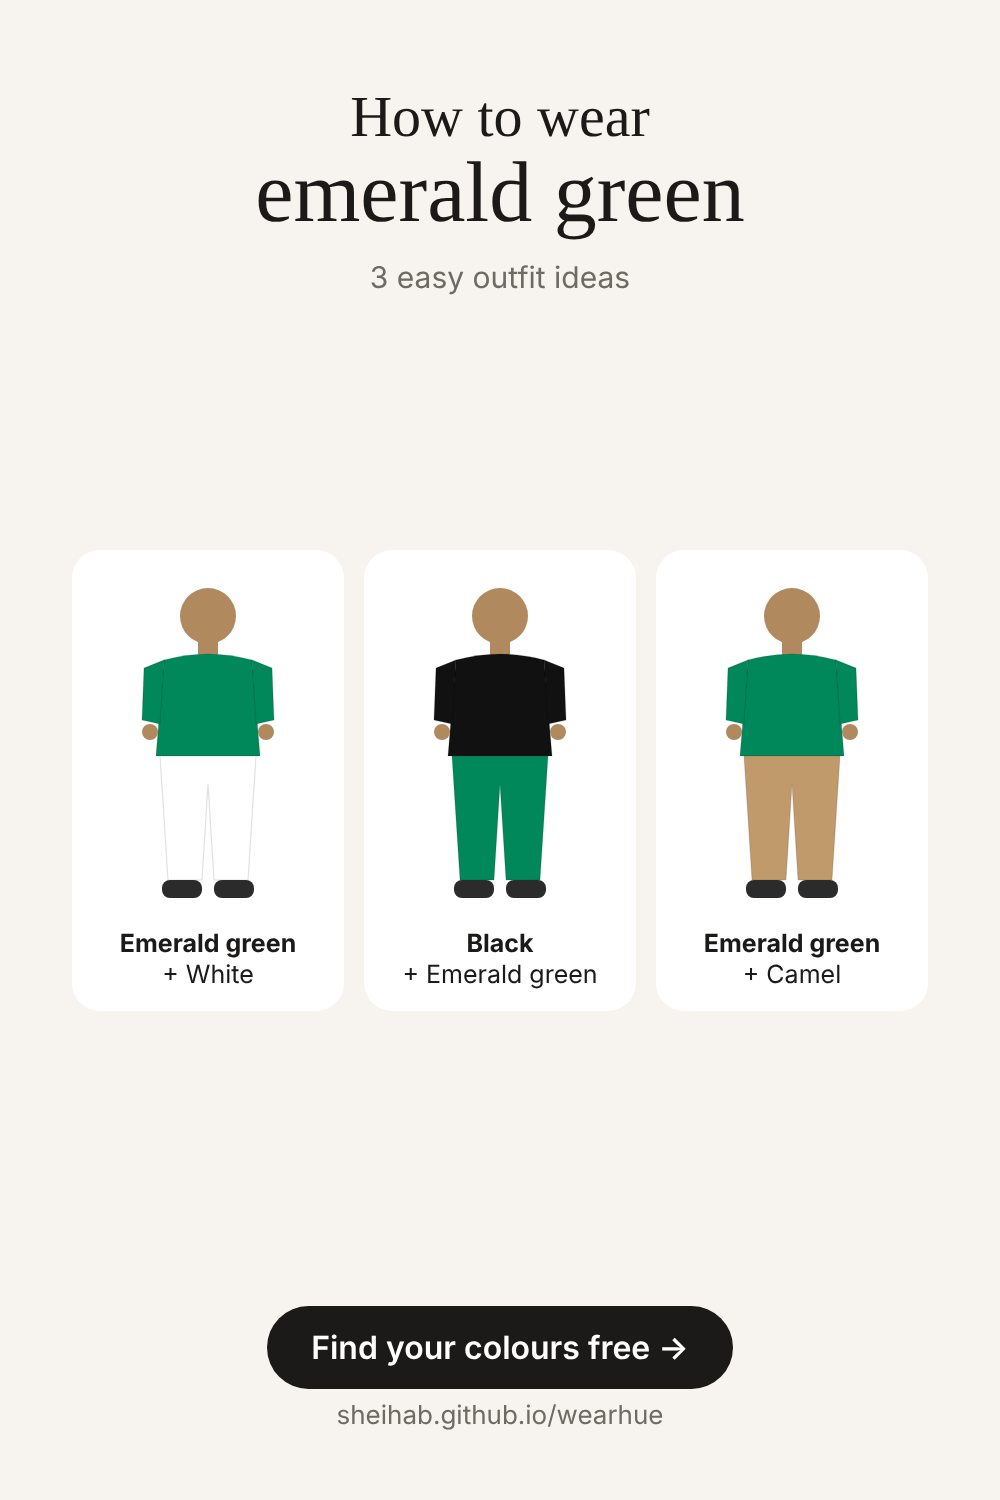 How to wear
emerald green
3 easy outfit ideas
Emerald green
+ White
Black
+ Emerald green
Emerald green
+ Camel
Find your colours free →
sheihab.github.io/wearhue